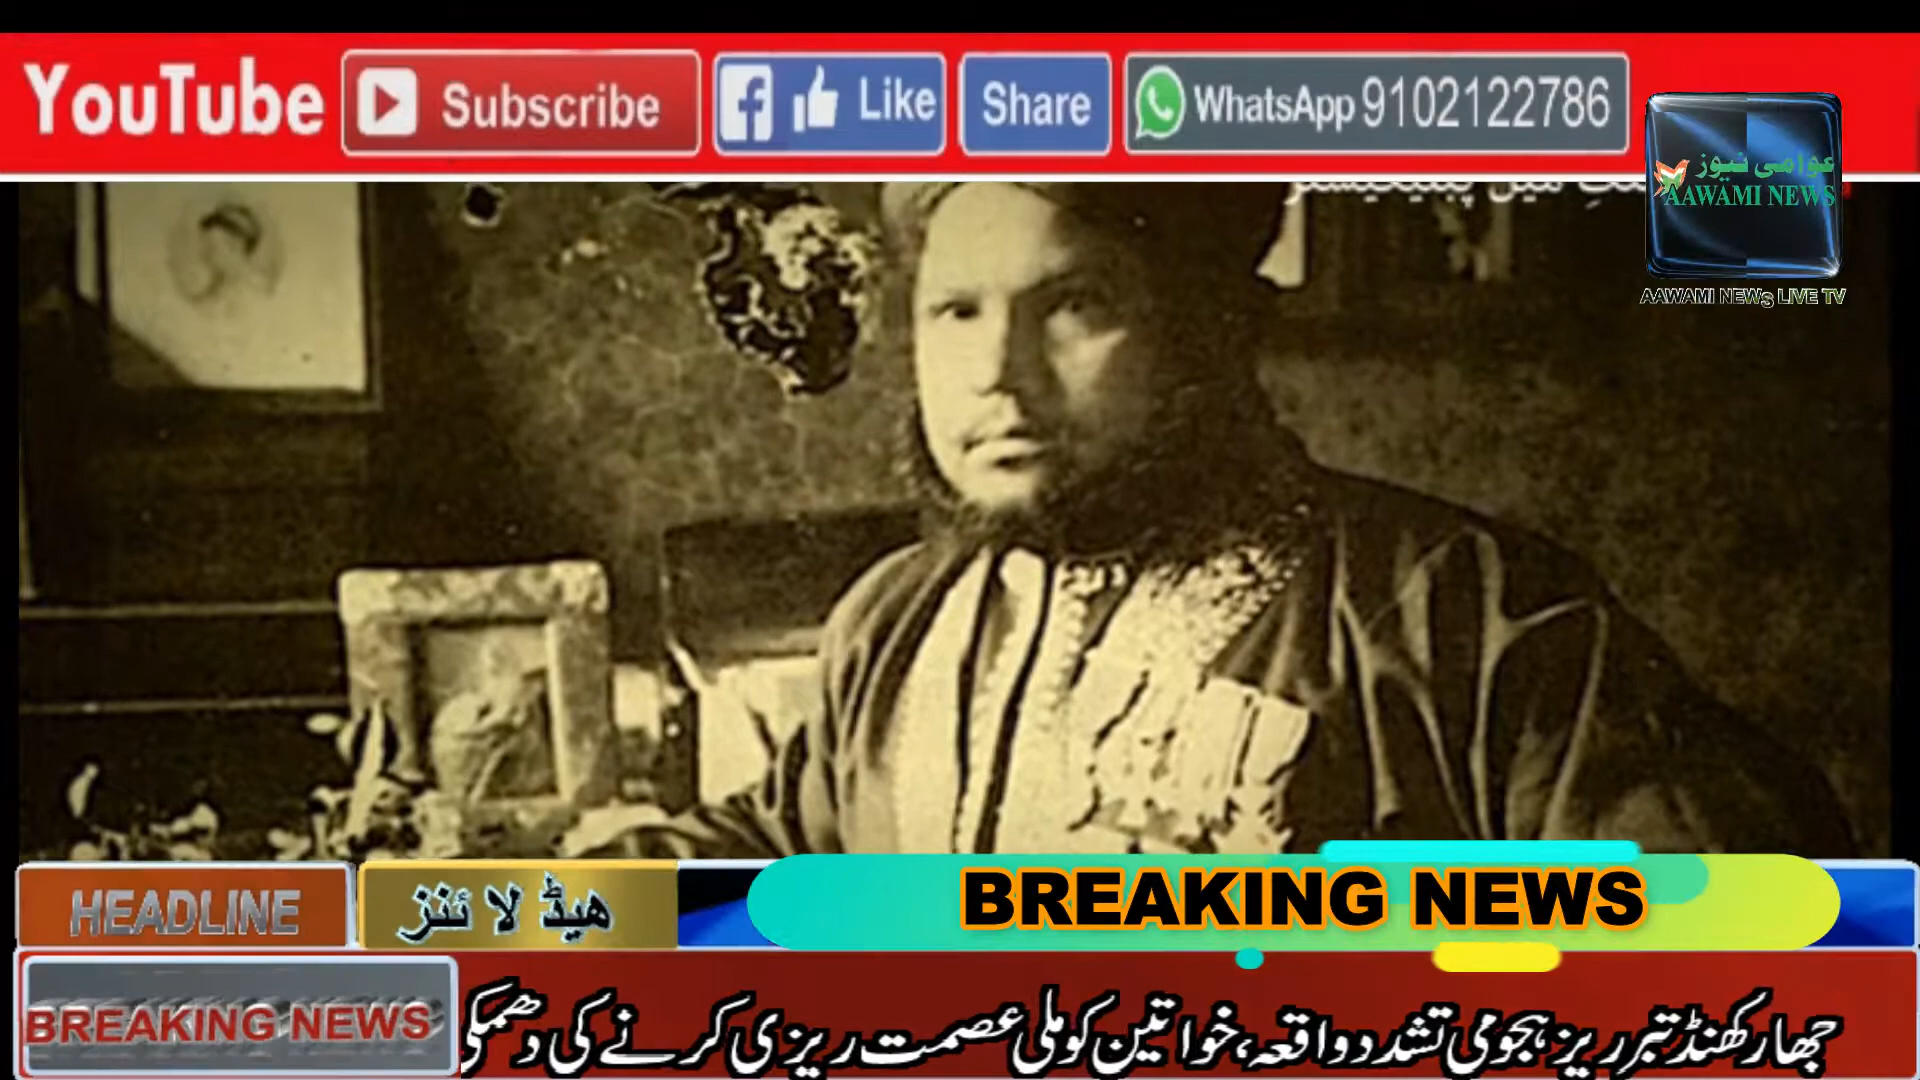 YouTube Subscribe Like Share WhatsApp 9102122786
عوامی نیوز
AAWAMI NEWS
AAWAMI NEWS LIVE TV
HEADLINE ھیڈ لائنز BREAKING NEWS
BREAKING NEWS
جھارکھنڈ تبریز ہجومی تشدد واقعہ، خواتین کو ملی عصمت ریزی کرنے کی دھمکی